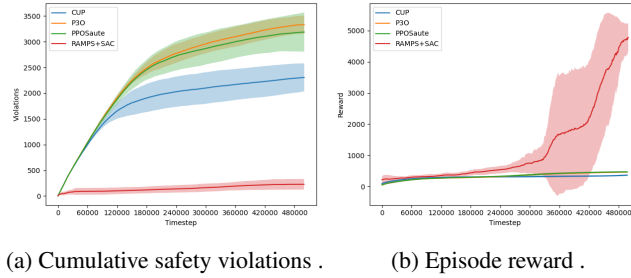 CUP
P3O
PPOSaute
RAMPS+SAC
3500
3000
2500
2000
1500
1000
500
0
Violations
0 60000 120000 180000 240000 300000 360000 420000 480000
Timestep
(a) Cumulative safety violations .
CUP
P3O
PPOSaute
RAMPS+SAC
5000
4000
3000
2000
1000
0
Reward
0 60000 120000 180000 240000 300000 360000 420000 480000
Timestep
(b) Episode reward .